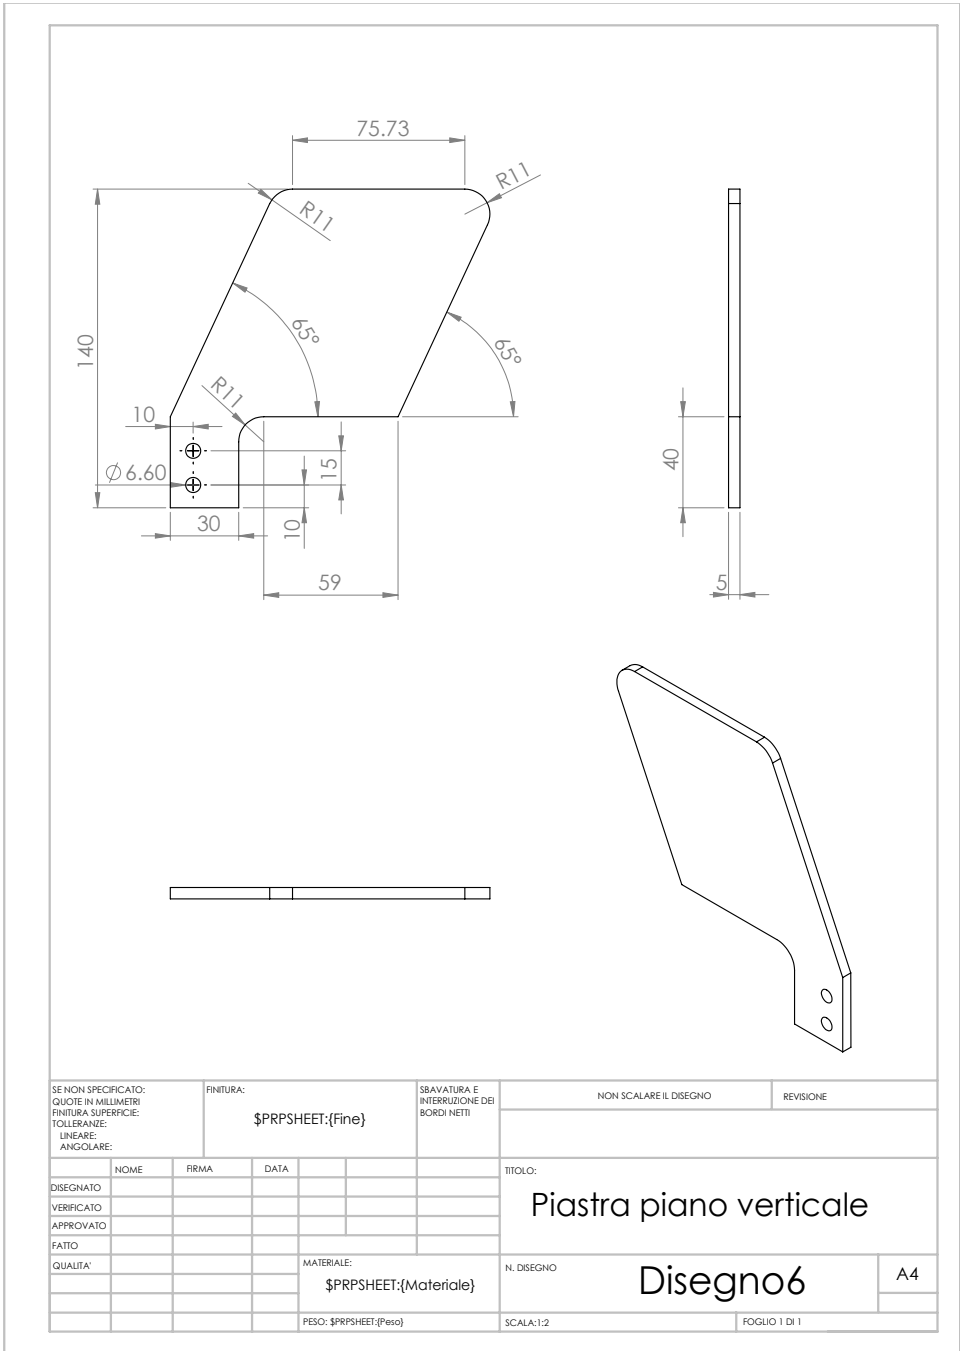 75.73
R11
R11
140
65°
65°
R11
10
40
Ø 6.60
15
30
10
59
5
SE NON SPECIFICATO:
QUOTE IN MILLIMETRI
FINITURA SUPERFICIE:
TOLLERANZE:
LINEARE:
ANGOLARE:
FINITURA:
$PRPSHEET:{Fine}
SBAVATURA E
INTERRUZIONE DEI
BORDI NETTI
NON SCALARE IL DISEGNO
REVISIONE
NOME FIRMA DATA
DISEGNATO
VERIFICATO
APPROVATO
FATTO
QUALITA'
TITOLO:
Piastra piano verticale
MATERIALE:
$PRPSHEET:{Materiale}
N. DISEGNO
Disegno6
A4
PESO: $PRPSHEET:{Peso}
SCALA:1:2
FOGLIO 1 DI 1